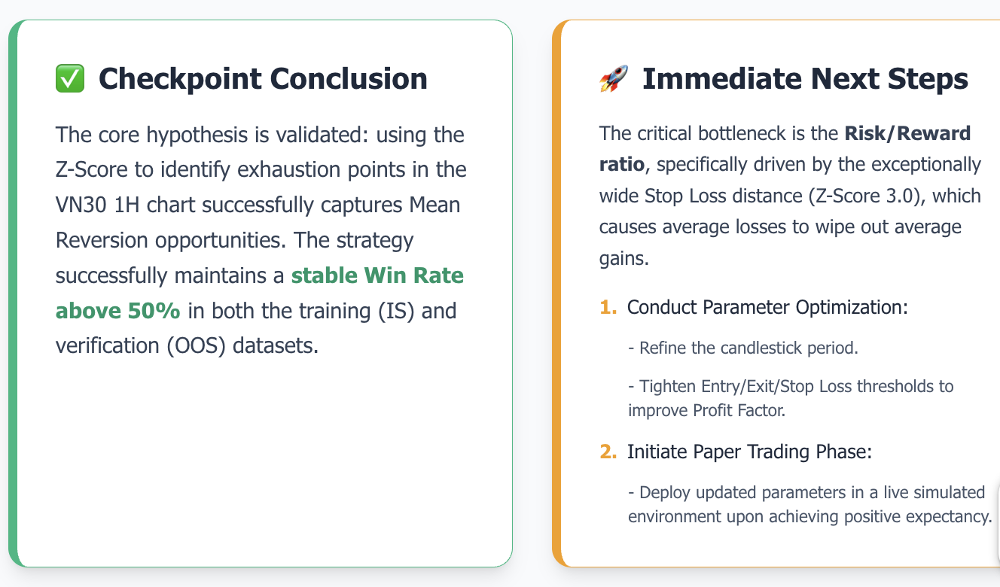 ✅ Checkpoint Conclusion
The core hypothesis is validated: using the
Z-Score to identify exhaustion points in the
VN30 1H chart successfully captures Mean
Reversion opportunities. The strategy
successfully maintains a stable Win Rate
above 50% in both the training (IS) and
verification (OOS) datasets.
🚀 Immediate Next Steps
The critical bottleneck is the Risk/Reward
ratio, specifically driven by the exceptionally
wide Stop Loss distance (Z-Score 3.0), which
causes average losses to wipe out average
gains.
1. Conduct Parameter Optimization:
- Refine the candlestick period.
- Tighten Entry/Exit/Stop Loss thresholds to
improve Profit Factor.
2. Initiate Paper Trading Phase:
- Deploy updated parameters in a live simulated
environment upon achieving positive expectancy.